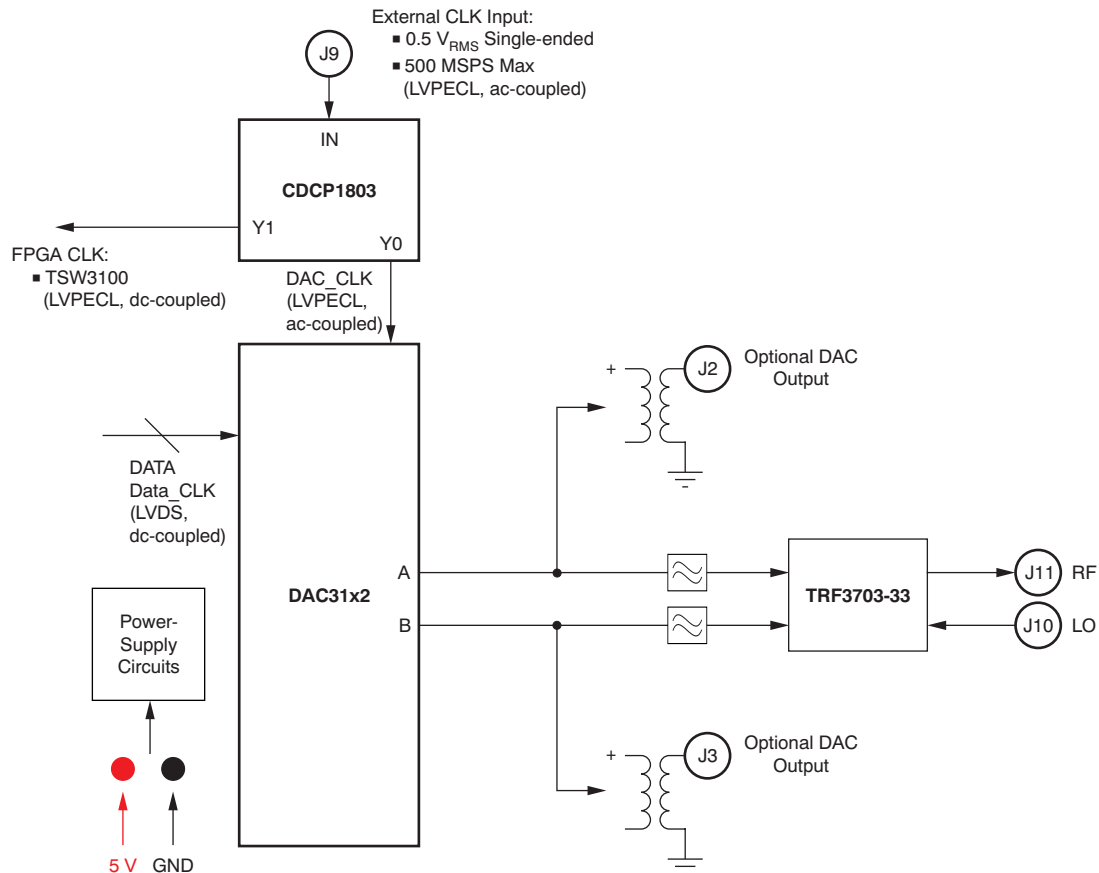 External CLK Input:
■ 0.5 VRMS Single-ended
■ 500 MSPS Max
(LVPECL, ac-coupled)
J9
IN
CDCP1803
Y1
Y0
FPGA CLK:
■ TSW3100
(LVPECL, dc-coupled)
DAC_CLK
(LVPECL,
ac-coupled)
+
J2
Optional DAC
Output
DATA
Data_CLK
(LVDS,
dc-coupled)
A
B
DAC31x2
TRF3703-33
J11
RF
J10
LO
Power-
Supply
Circuits
+
J3
Optional DAC
Output
5 V
GND